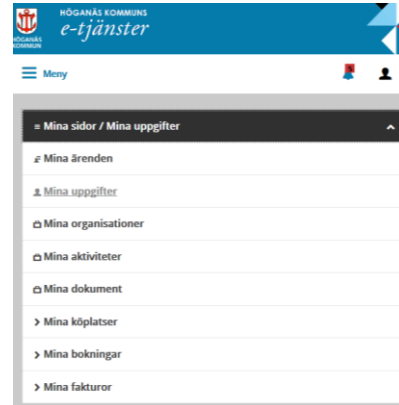 HÖGANÄS KOMMUNS
e-tjänster
HÖGANÄS
KOMMUN
Meny
Mina sidor / Mina uppgifter
Mina ärenden
Mina uppgifter
Mina organisationer
Mina aktiviteter
Mina dokument
Mina köplatser
Mina bokningar
Mina fakturor